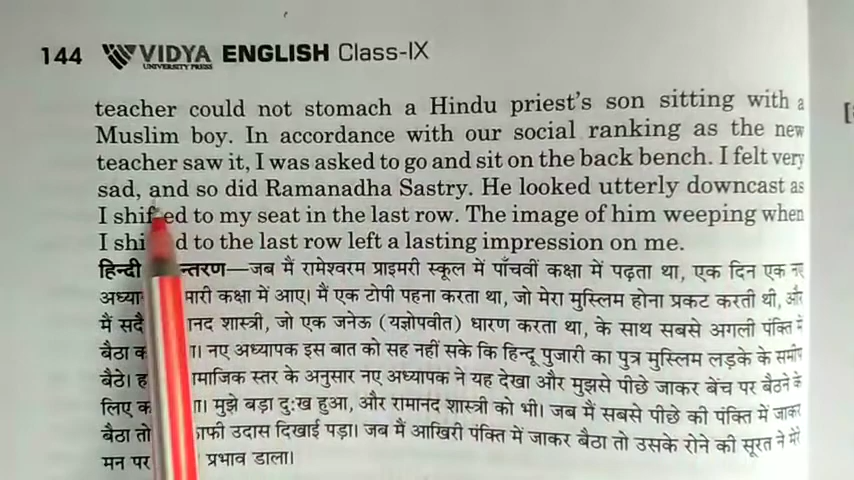 144 VIDYA UNIVERSITY PRESS ENGLISH Class-IX
teacher could not stomach a Hindu priest's son sitting with a
Muslim boy. In accordance with our social ranking as the new
teacher saw it, I was asked to go and sit on the back bench. I felt very
sad, and so did Ramanadha Sastry. He looked utterly downcast as
I shifted to my seat in the last row. The image of him weeping when
I shi d to the last row left a lasting impression on me.
हिन्दी न्तरण—जब मैं रामेश्वरम प्राइमरी स्कूल में पाँचवीं कक्षा में पढ़ता था, एक दिन एक नए
अध्या मारी कक्षा में आए। मैं एक टोपी पहना करता था, जो मेरा मुस्लिम होना प्रकट करती थी, और
मैं सदै ानद शास्त्री, जो एक जनेऊ (यज्ञोपवीत) धारण करता था, के साथ सबसे अगली पंक्ति में
बैठा क ा। नए अध्यापक इस बात को सह नहीं सके कि हिन्दू पुजारी का पुत्र मुस्लिम लड़के के समीप
बैठे। ह ामाजिक स्तर के अनुसार नए अध्यापक ने यह देखा और मुझसे पीछे जाकर बेंच पर बैठने के
लिए क ा। मुझे बड़ा दुःख हुआ, और रामानद शास्त्री को भी। जब मैं सबसे पीछे की पंक्ति में जाकर
बैठा तो काफी उदास दिखाई पड़ा। जब मैं आखिरी पंक्ति में जाकर बैठा तो उसके रोने की सूरत ने मेरे
मन पर प्रभाव डाला।